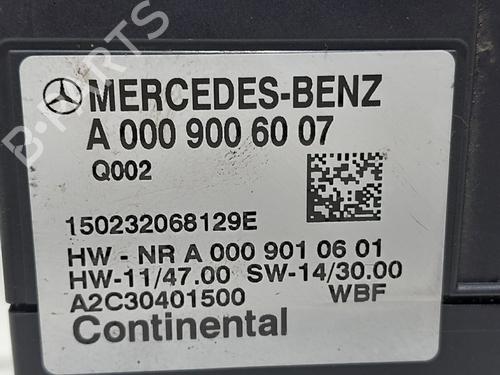 MERCEDES-BENZ
A 000 900 60 07
Q002
150232068129E
HW - NR A 000 901 06 01
HW-11/47.00 SW-14/30.00
A2C30401500 WBF
Continental
B-PARTS